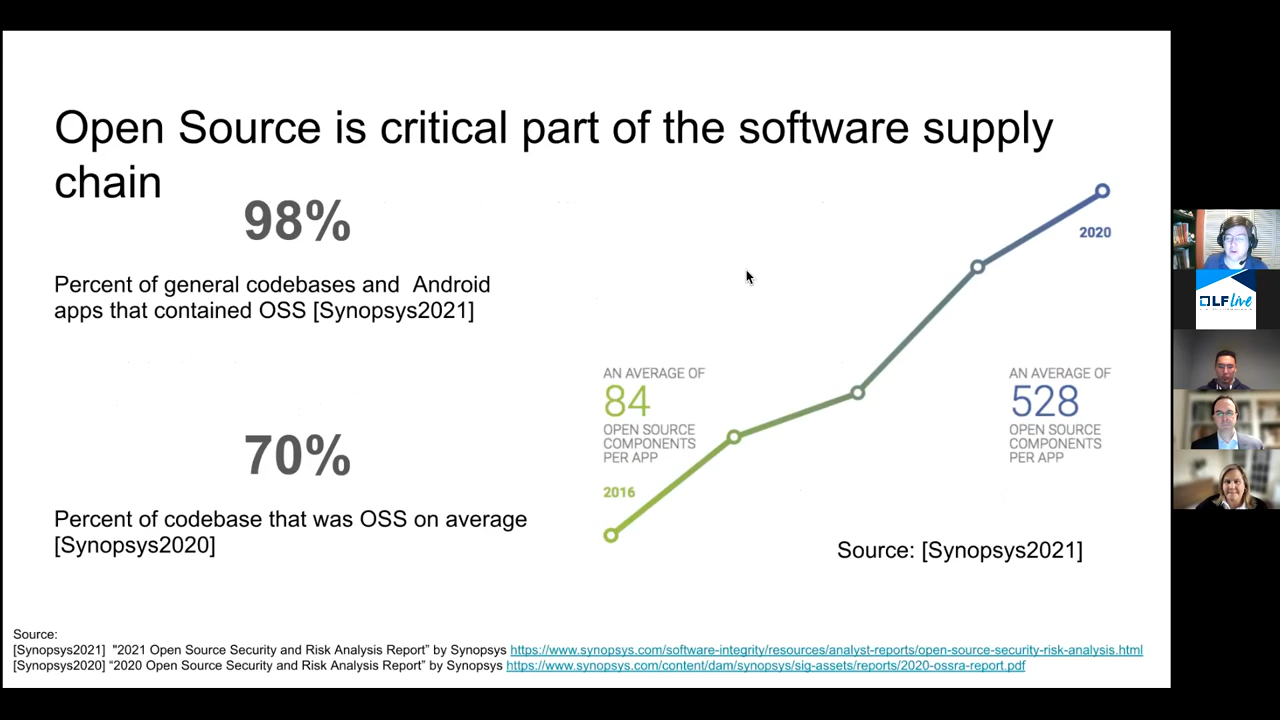 Open Source is critical part of the software supply
chain
98%
Percent of general codebases and Android
apps that contained OSS [Synopsys2021]
70%
Percent of codebase that was OSS on average
[Synopsys2020]
AN AVERAGE OF
84
OPEN SOURCE
COMPONENTS
PER APP
2016
2020
AN AVERAGE OF
528
OPEN SOURCE
COMPONENTS
PER APP
Source: [Synopsys2021]
Source:
[Synopsys2021] "2021 Open Source Security and Risk Analysis Report” by Synopsys https://www.synopsys.com/software-integrity/resources/analyst-reports/open-source-security-risk-analysis.html
[Synopsys2020] “2020 Open Source Security and Risk Analysis Report” by Synopsys https://www.synopsys.com/content/dam/synopsys/sig-assets/reports/2020-ossra-report.pdf
LF Live